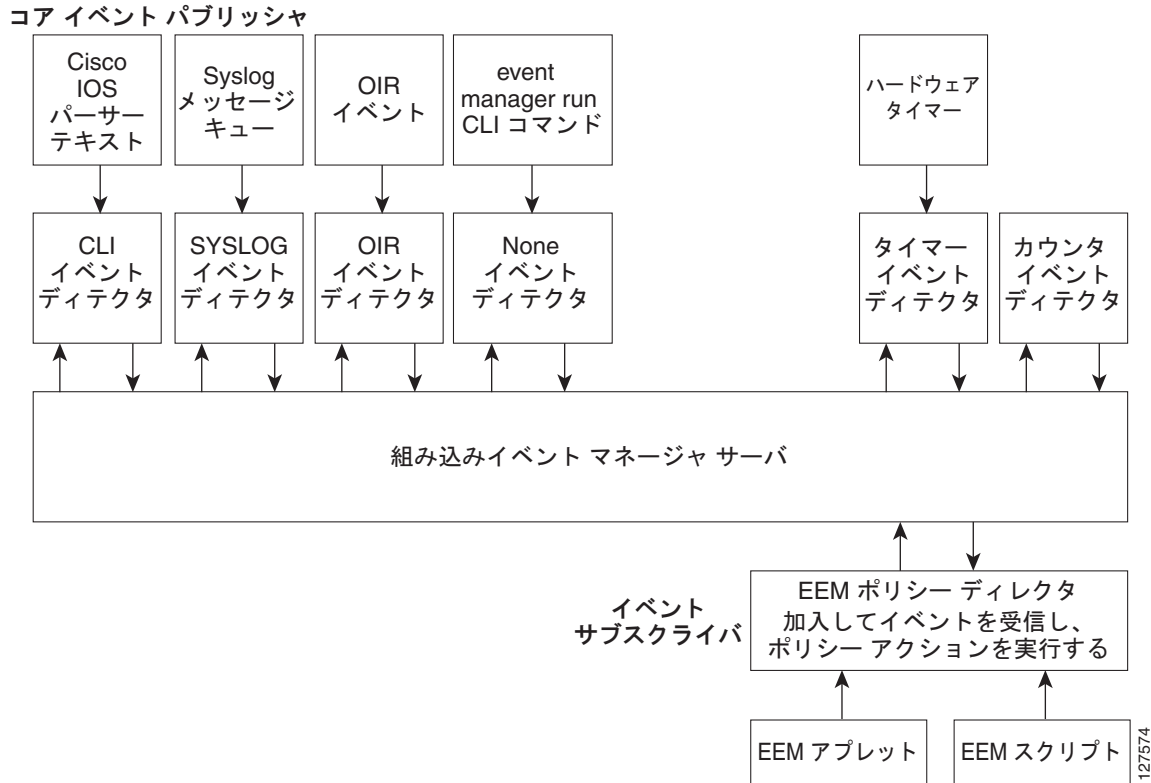 コア イベント パブリッシャ
Cisco
IOS
パーサー
テキスト
Syslog
メッセージ
キュー
OIR
イベント
event
manager run
CLI コマンド
ハードウェア
タイマー
CLI
イベント
ディテクタ
SYSLOG
イベント
ディテクタ
OIR
イベント
ディテクタ
None
イベント
ディテクタ
タイマー
イベント
ディテクタ
カウンタ
イベント
ディテクタ
組み込みイベント マネージャ サーバ
イベント
サブスクライバ
EEM ポリシー ディレクタ
加入してイベントを受信し、
ポリシー アクションを実行する
EEM アプレット
EEM スクリプト
127574